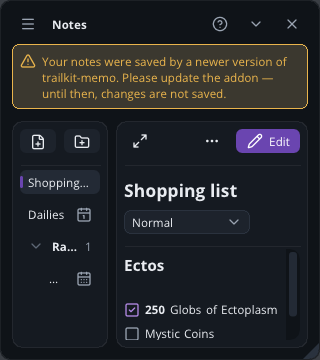 Notes
Your notes were saved by a newer version of
trailkit-memo. Please update the addon —
until then, changes are not saved.
Edit
Shopping...
Dailies
Ra... 1
...
Shopping list
Normal
Ectos
250 Globs of Ectoplasm
Mystic Coins